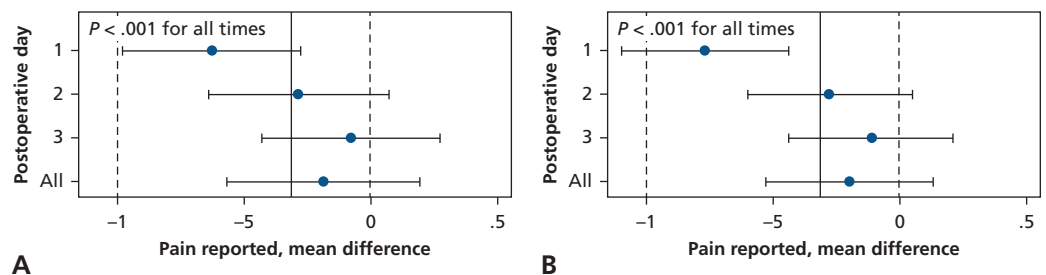 P < .001 for all times
Postoperative day
1
2
3
All
–1
–5
0
.5
Pain reported, mean difference
A
P < .001 for all times
Postoperative day
1
2
3
All
–1
–5
0
.5
Pain reported, mean difference
B